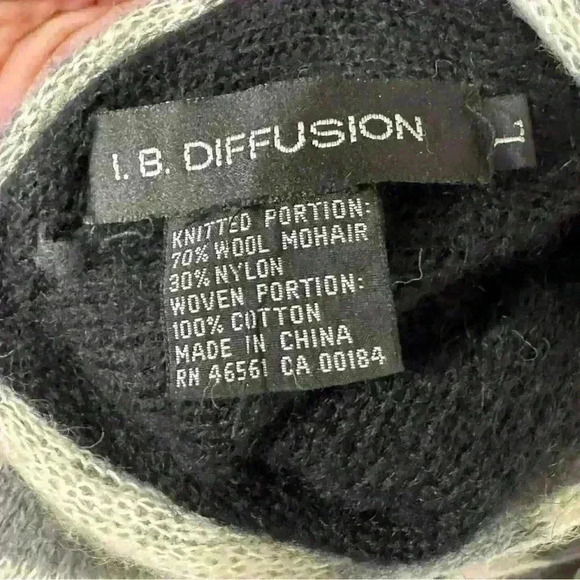 I. B. DIFFUSION
L
KNITTED PORTION:
70% WOOL MOHAIR
30% NYLON
WOVEN PORTION:
100% COTTON
MADE IN CHINA
RN 46561 CA 00184